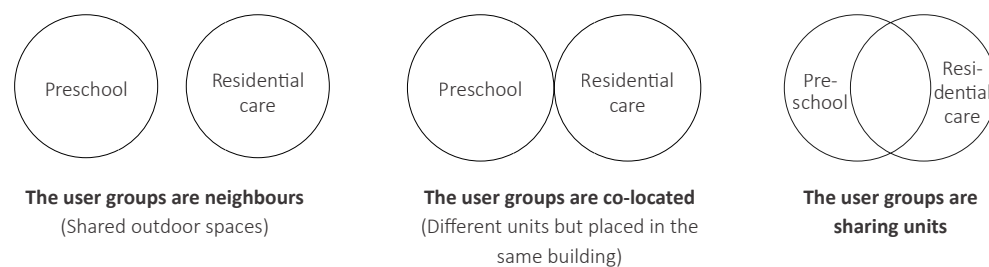 Preschool
Residential
care
Preschool
Residential
care
Pre-
school
Resi-
dential
care
The user groups are neighbours
(Shared outdoor spaces)
The user groups are co-located
(Different units but placed in the
same building)
The user groups are
sharing units